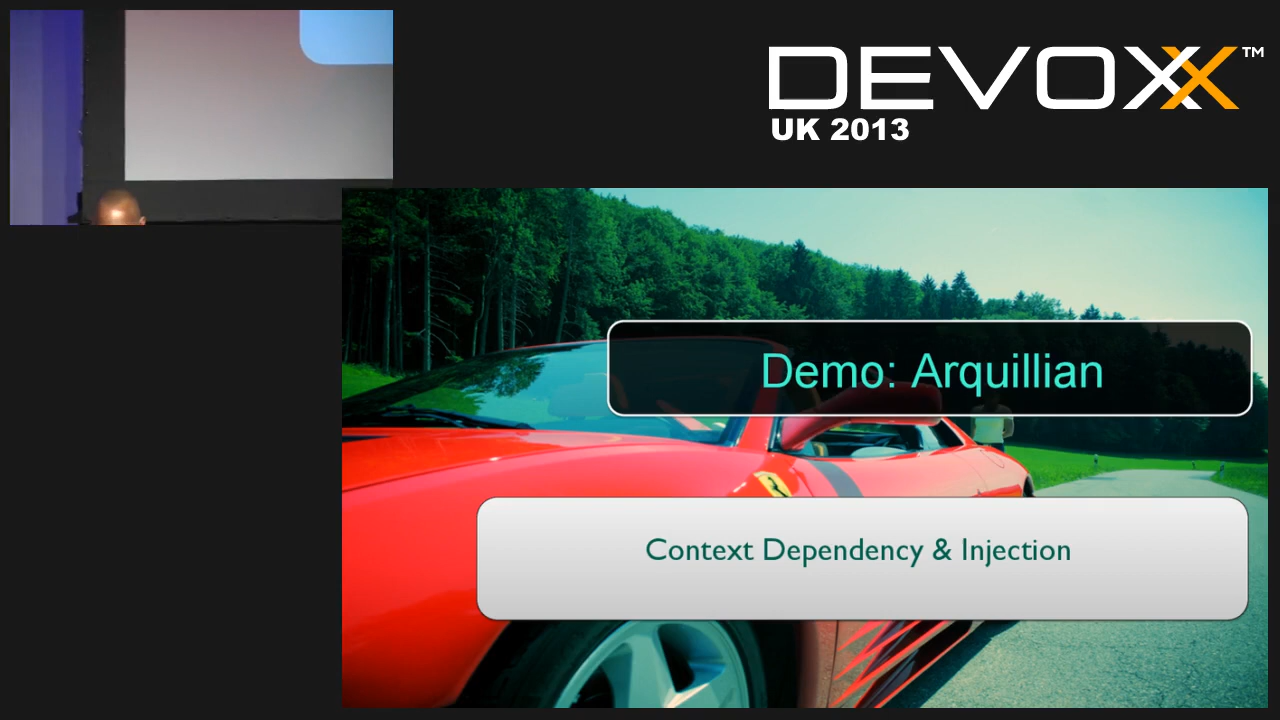 DEVOXX™
UK 2013
Demo: Arquillian
Context Dependency & Injection